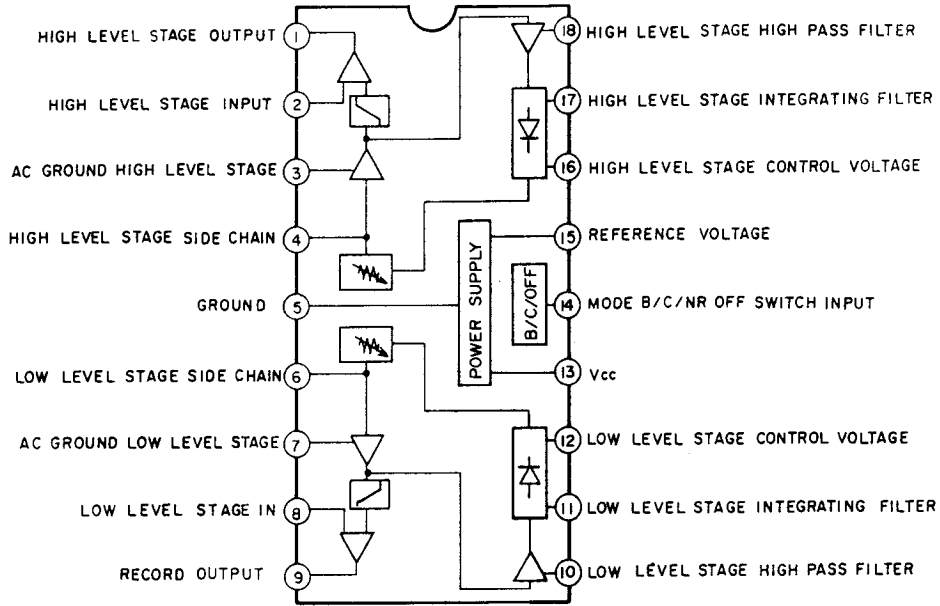 HIGH LEVEL STAGE OUTPUT 1
HIGH LEVEL STAGE INPUT 2
AC GROUND HIGH LEVEL STAGE 3
HIGH LEVEL STAGE SIDE CHAIN 4
GROUND 5
LOW LEVEL STAGE SIDE CHAIN 6
AC GROUND LOW LEVEL STAGE 7
LOW LEVEL STAGE IN 8
RECORD OUTPUT 9
POWER SUPPLY
B/C/OFF
18 HIGH LEVEL STAGE HIGH PASS FILTER
17 HIGH LEVEL STAGE INTEGRATING FILTER
16 HIGH LEVEL STAGE CONTROL VOLTAGE
15 REFERENCE VOLTAGE
14 MODE B/C/NR OFF SWITCH INPUT
13 Vcc
12 LOW LEVEL STAGE CONTROL VOLTAGE
11 LOW LEVEL STAGE INTEGRATING FILTER
10 LOW LEVEL STAGE HIGH PASS FILTER